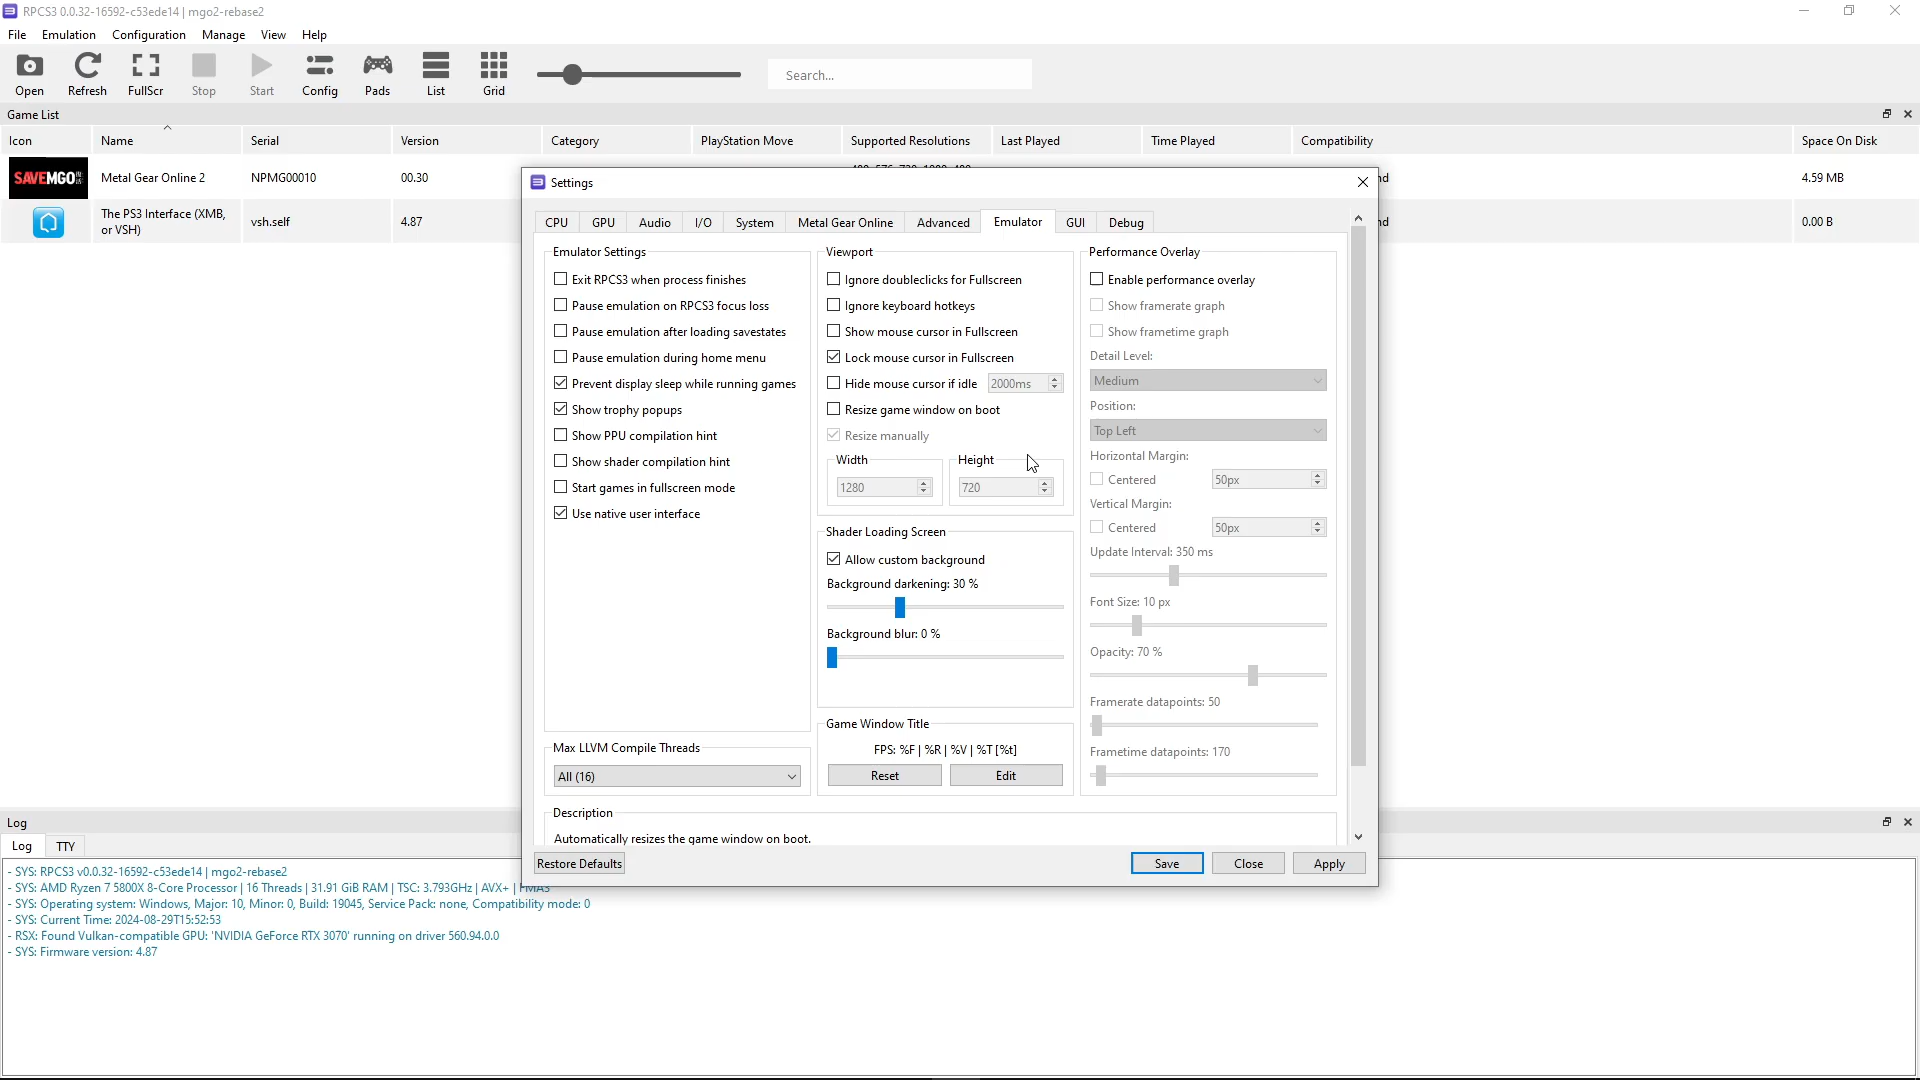 RPCS3 0.0.32-16592-c53ede14 | mgo2-rebase2
File Emulation Configuration Manage View Help
Open Refresh FullScr Stop Start Config Pads List Grid Search...
Game List
Icon Name Serial Version Category PlayStation Move Supported Resolutions Last Played Time Played Compatibility Space On Disk
SAVEMGO Metal Gear Online 2 NPMG00010 00.30 4.59 MB
The PS3 Interface (XMB, or VSH) vsh.self 4.87 0.00 B
Settings
CPU GPU Audio I/O System Metal Gear Online Advanced Emulator GUI Debug
Emulator Settings
Exit RPCS3 when process finishes
Pause emulation on RPCS3 focus loss
Pause emulation after loading savestates
Pause emulation during home menu
Prevent display sleep while running games
Show trophy popups
Show PPU compilation hint
Show shader compilation hint
Start games in fullscreen mode
Use native user interface
Max LLVM Compile Threads
All (16)
Viewport
Ignore doubleclicks for Fullscreen
Ignore keyboard hotkeys
Show mouse cursor in Fullscreen
Lock mouse cursor in Fullscreen
Hide mouse cursor if idle 2000ms
Resize game window on boot
Resize manually
Width Height
1280 720
Shader Loading Screen
Allow custom background
Background darkening: 30 %
Background blur: 0 %
Game Window Title
FPS: %F | %R | %V | %T [%t]
Reset Edit
Performance Overlay
Enable performance overlay
Show framerate graph
Show frametime graph
Detail Level:
Medium
Position:
Top Left
Horizontal Margin:
Centered 50px
Vertical Margin:
Centered 50px
Update Interval: 350 ms
Font Size: 10 px
Opacity: 70 %
Framerate datapoints: 50
Frametime datapoints: 170
Description
Automatically resizes the game window on boot.
Restore Defaults Save Close Apply
Log
Log TTY
- SYS: RPCS3 v0.0.32-16592-c53ede14 | mgo2-rebase2
- SYS: AMD Ryzen 7 5800X 8-Core Processor | 16 Threads | 31.91 GiB RAM | TSC: 3.793GHz | AVX+ | FMA3
- SYS: Operating system: Windows, Major: 10, Minor: 0, Build: 19045, Service Pack: none, Compatibility mode: 0
- SYS: Current Time: 2024-08-29T15:52:53
- RSX: Found Vulkan-compatible GPU: 'NVIDIA GeForce RTX 3070' running on driver 560.94.0.0
- SYS: Firmware version: 4.87